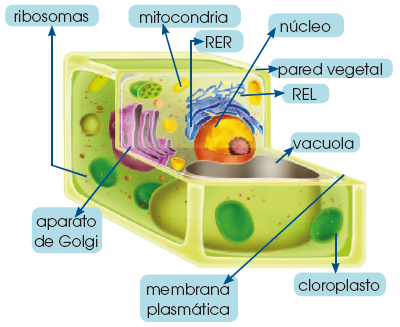 ribosomas
mitocondria
RER
núcleo
pared vegetal
REL
vacuola
aparato
de Golgi
membrana
plasmática
cloroplasto